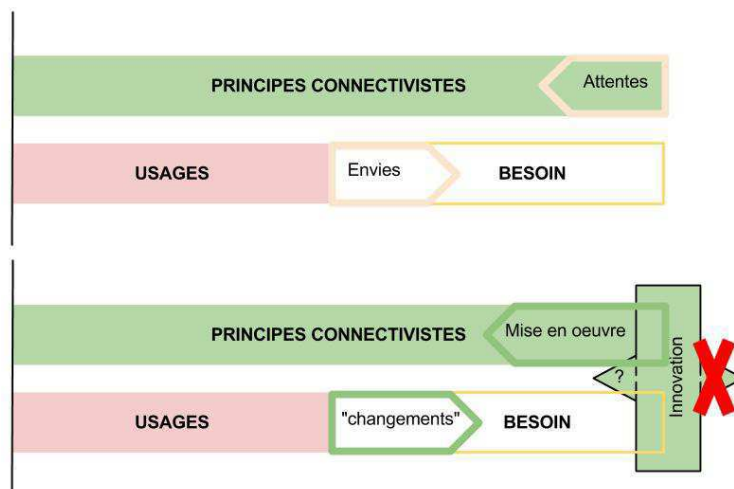 PRINCIPES CONNECTIVISTES
Attentes
USAGES
Envies
BESOIN
PRINCIPES CONNECTIVISTES
Mise en oeuvre
Innovation
?
USAGES
"changements"
BESOIN